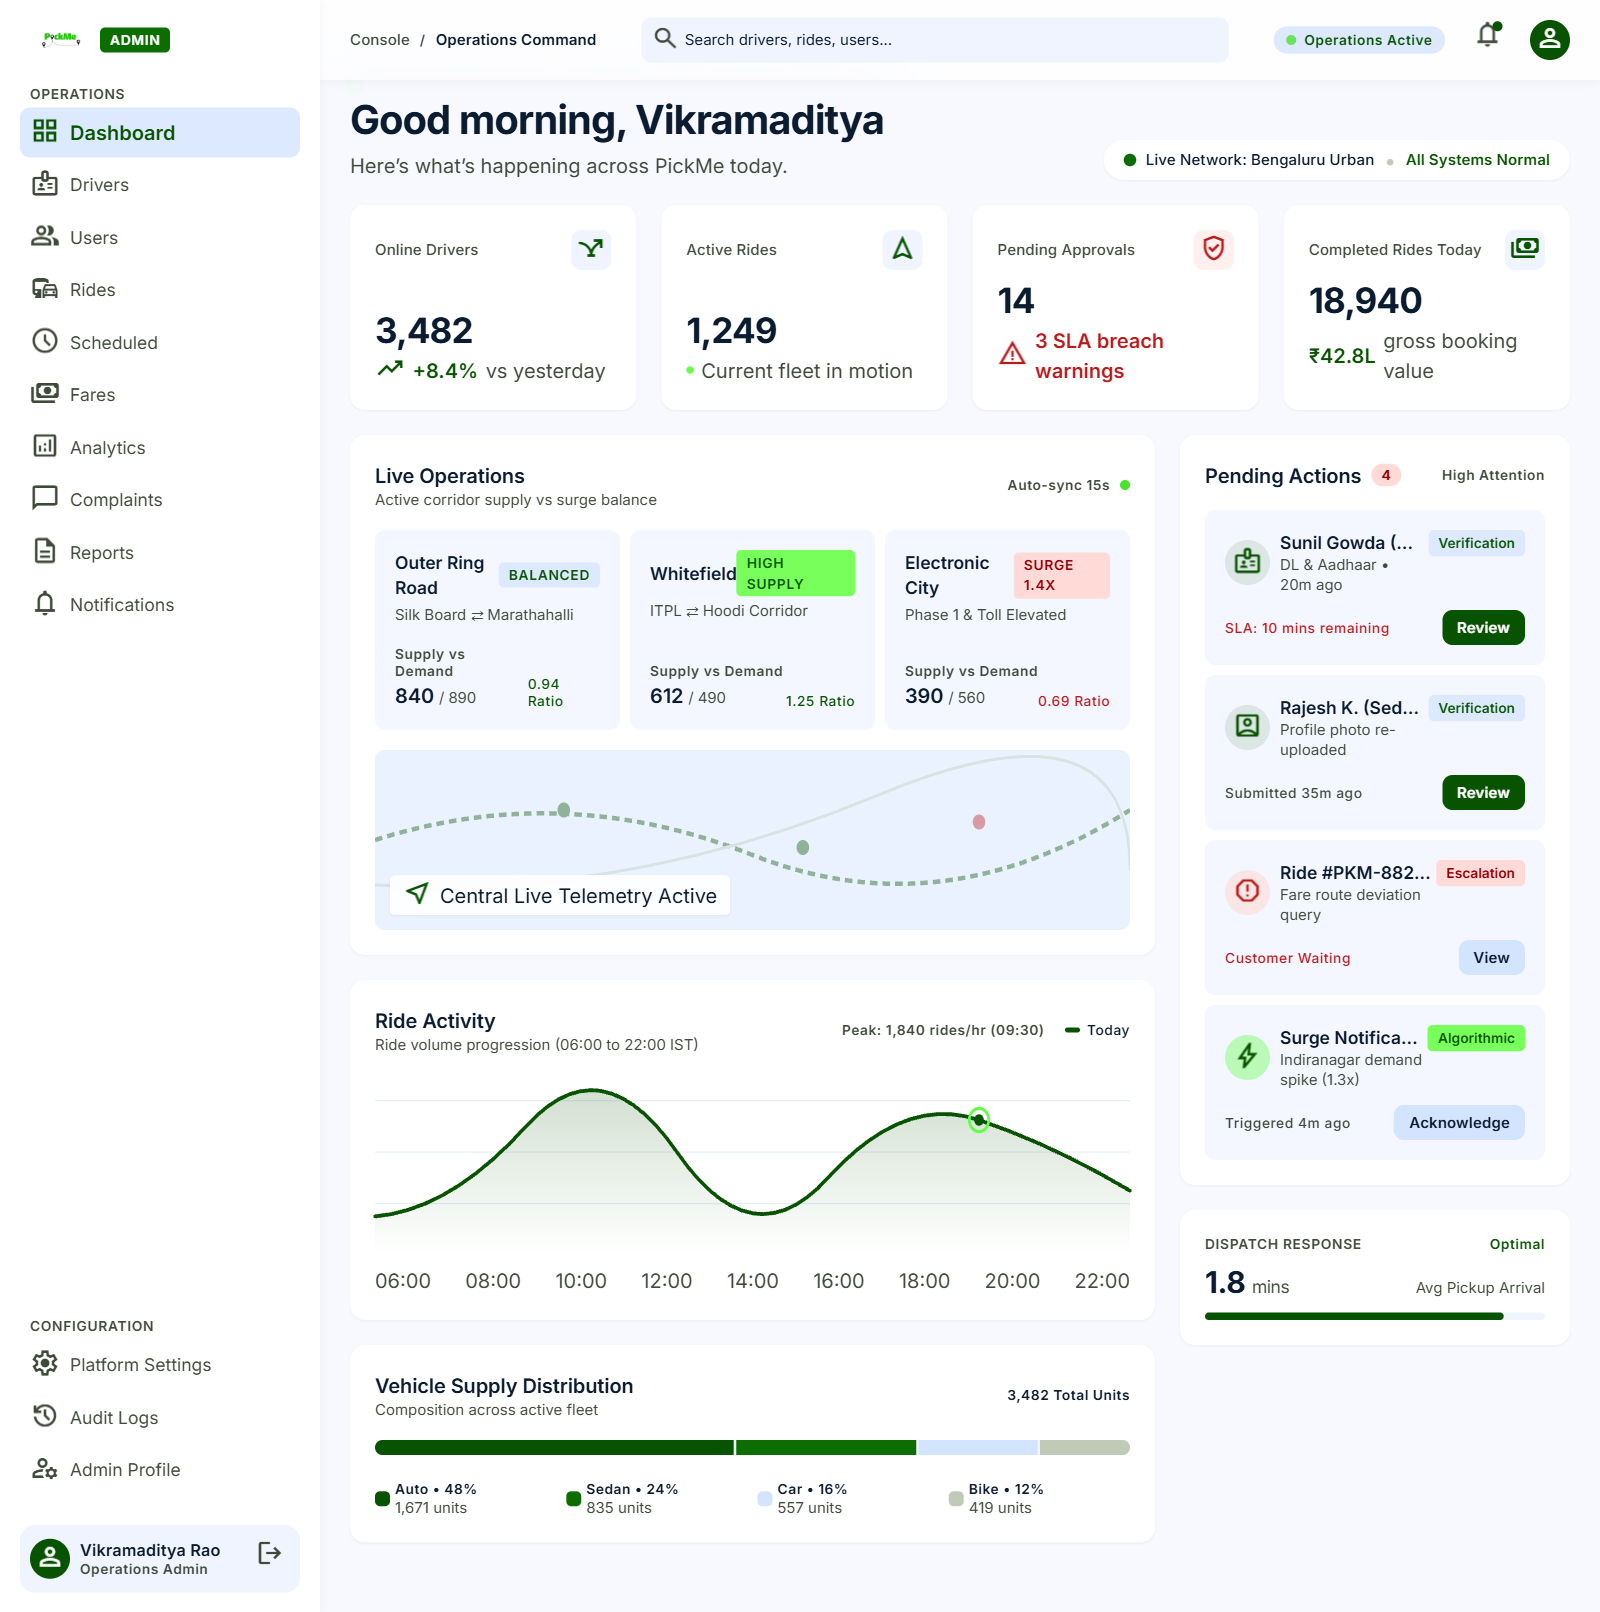 PickMe
ADMIN
OPERATIONS
Dashboard
Drivers
Users
Rides
Scheduled
Fares
Analytics
Complaints
Reports
Notifications
CONFIGURATION
Platform Settings
Audit Logs
Admin Profile
Vikramaditya Rao
Operations Admin
Console / Operations Command
Search drivers, rides, users...
Operations Active
Good morning, Vikramaditya
Here’s what’s happening across PickMe today.
Live Network: Bengaluru Urban • All Systems Normal
Online Drivers
3,482
+8.4% vs yesterday
Active Rides
1,249
Current fleet in motion
Pending Approvals
14
3 SLA breach
warnings
Completed Rides Today
18,940
₹42.8L gross booking
value
Live Operations
Active corridor supply vs surge balance
Auto-sync 15s
Outer Ring
Road
BALANCED
Silk Board ⇄ Marathahalli
Supply vs
Demand
840 / 890
0.94
Ratio
Whitefield
HIGH
SUPPLY
ITPL ⇄ Hoodi Corridor
Supply vs Demand
612 / 490
1.25 Ratio
Electronic
City
SURGE
1.4X
Phase 1 & Toll Elevated
Supply vs Demand
390 / 560
0.69 Ratio
Central Live Telemetry Active
Ride Activity
Ride volume progression (06:00 to 22:00 IST)
Peak: 1,840 rides/hr (09:30)
Today
06:00 08:00 10:00 12:00 14:00 16:00 18:00 20:00 22:00
Vehicle Supply Distribution
Composition across active fleet
3,482 Total Units
Auto • 48%
1,671 units
Sedan • 24%
835 units
Car • 16%
557 units
Bike • 12%
419 units
Pending Actions 4
High Attention
Sunil Gowda (...
Verification
DL & Aadhaar •
20m ago
SLA: 10 mins remaining
Review
Rajesh K. (Sed...
Verification
Profile photo re-
uploaded
Submitted 35m ago
Review
Ride #PKM-882...
Escalation
Fare route deviation
query
Customer Waiting
View
Surge Notifica...
Algorithmic
Indiranagar demand
spike (1.3x)
Triggered 4m ago
Acknowledge
DISPATCH RESPONSE
Optimal
1.8 mins
Avg Pickup Arrival